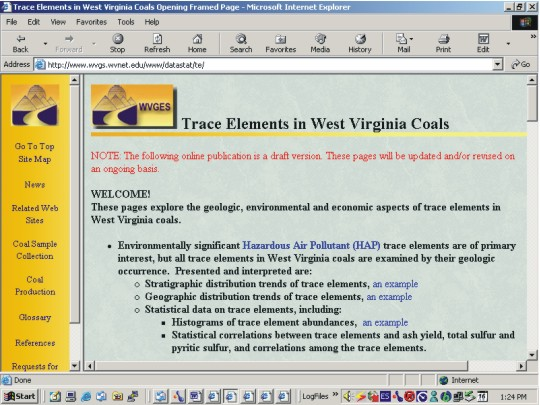 Trace Elements in West Virginia Coals Opening Framed Page - Microsoft Internet Explorer
File Edit View Favorites Tools Help
Back Forward Stop Refresh Home Search Favorites Media History Mail Print Edit
Address http://www.wvgs.wvnet.edu/www/datastat/te/ Go
WVGES
Trace Elements in West Virginia Coals
Go To Top
Site Map
News
Related Web
Sites
Coal Sample
Collection
Coal
Production
Glossary
References
Requests for
NOTE: The following online publication is a draft version. These pages will be updated and/or revised on
an ongoing basis.
WELCOME!
These pages explore the geologic, environmental and economic aspects of trace elements in
West Virginia coals.
Environmentally significant Hazardous Air Pollutant (HAP) trace elements are of primary
interest, but all trace elements in West Virginia coals are examined by their geologic
occurrence. Presented and interpreted are:
Stratigraphic distribution trends of trace elements, an example
Geographic distribution trends of trace elements, an example
Statistical data on trace elements, including:
Histograms of trace element abundances, an example
Statistical correlations between trace elements and ash yield, total sulfur and
pyritic sulfur, and correlations among the trace elements.
Done Internet
Start LogFiles 1:24 PM